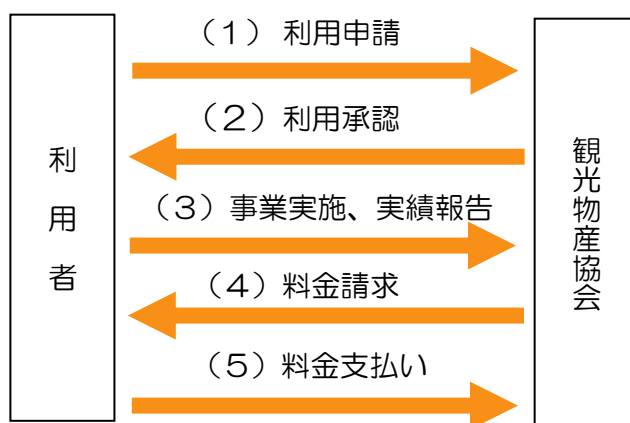 （１） 利用申請
（２）利用承認
（３）事業実施、実績報告
（４）料金請求
（５）料金支払い
利用者
観光物産協会